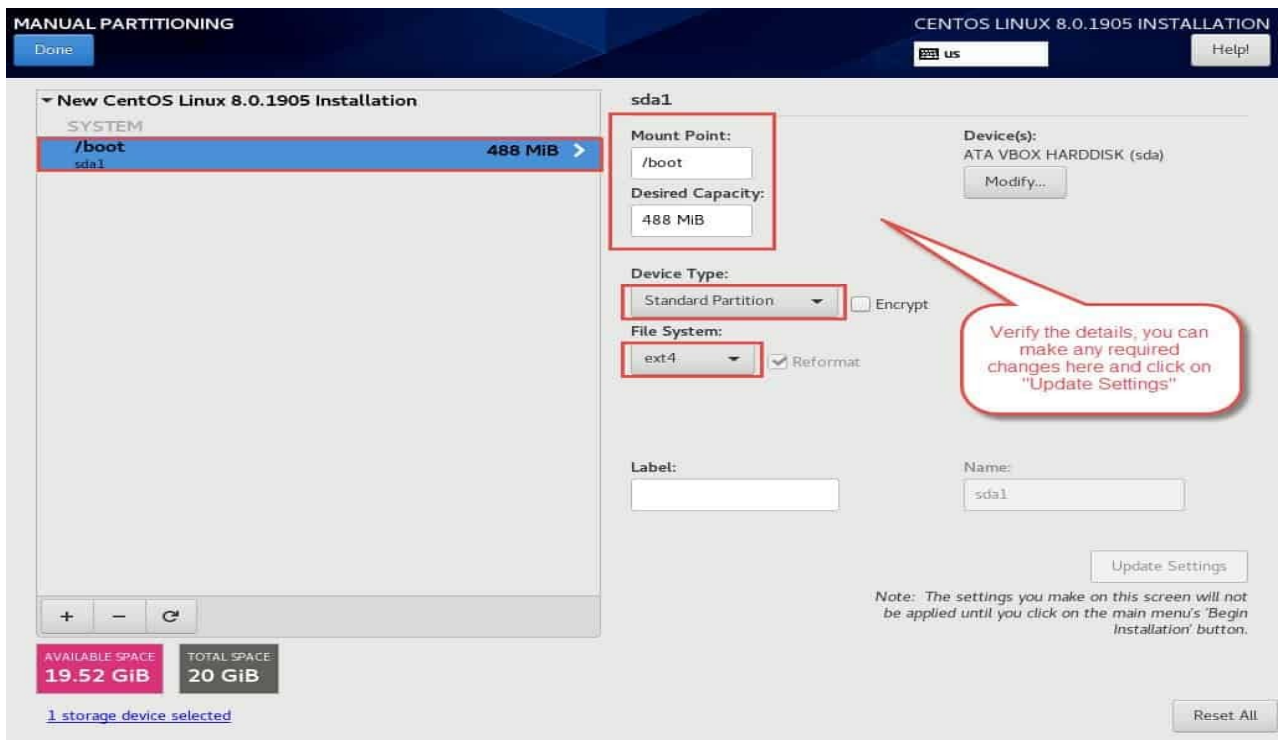 MANUAL PARTITIONING
CENTOS LINUX 8.0.1905 INSTALLATION
Done
us
Help!
New CentOS Linux 8.0.1905 Installation
SYSTEM
/boot
488 MiB
sda1
sda1
Mount Point:
/boot
Desired Capacity:
488 MiB
Device(s):
ATA VBOX HARDDISK (sda)
Modify...
Device Type:
Standard Partition
Encrypt
File System:
ext4
Reformat
Verify the details, you can
make any required
changes here and click on
"Update Settings"
Label:
Name:
sda1
Update Settings
Note: The settings you make on this screen will not
be applied until you click on the main menu's 'Begin
Installation' button.
+ −
AVAILABLE SPACE
19.52 GiB
TOTAL SPACE
20 GiB
1 storage device selected
Reset All